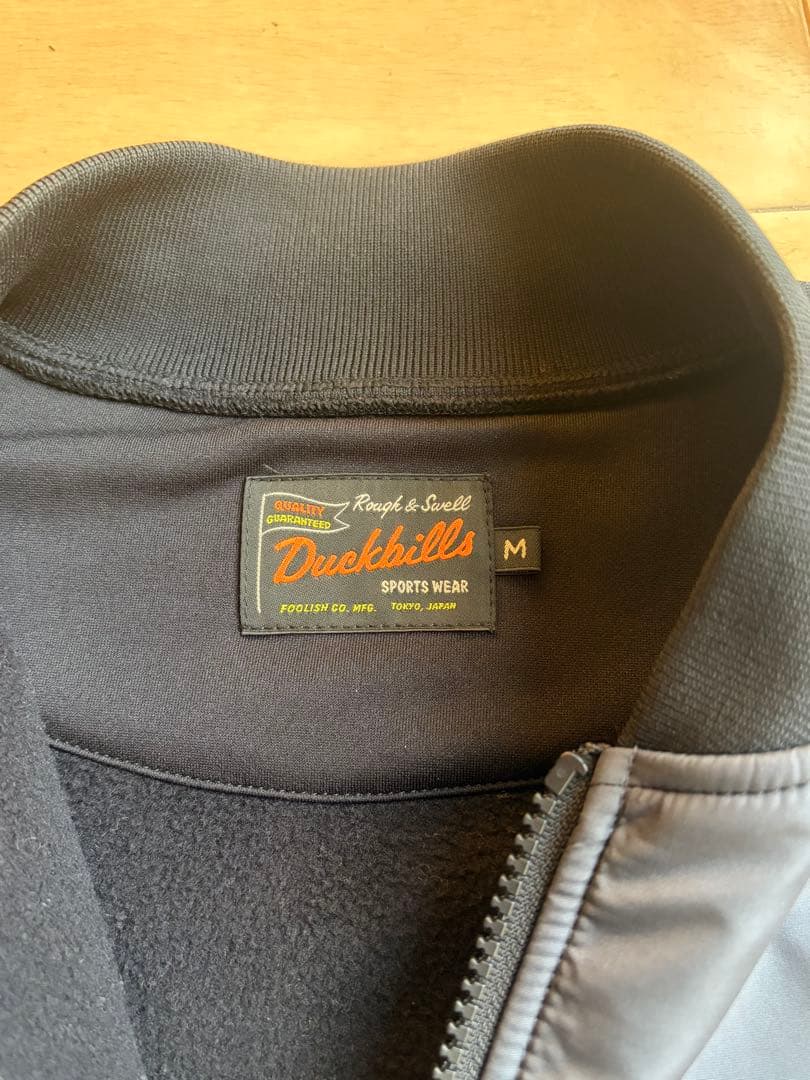 QUALITY
GUARANTEED
Rough & Swell
Duckbills
SPORTS WEAR
FOOLISH CO. MFG. TOKYO, JAPAN
M